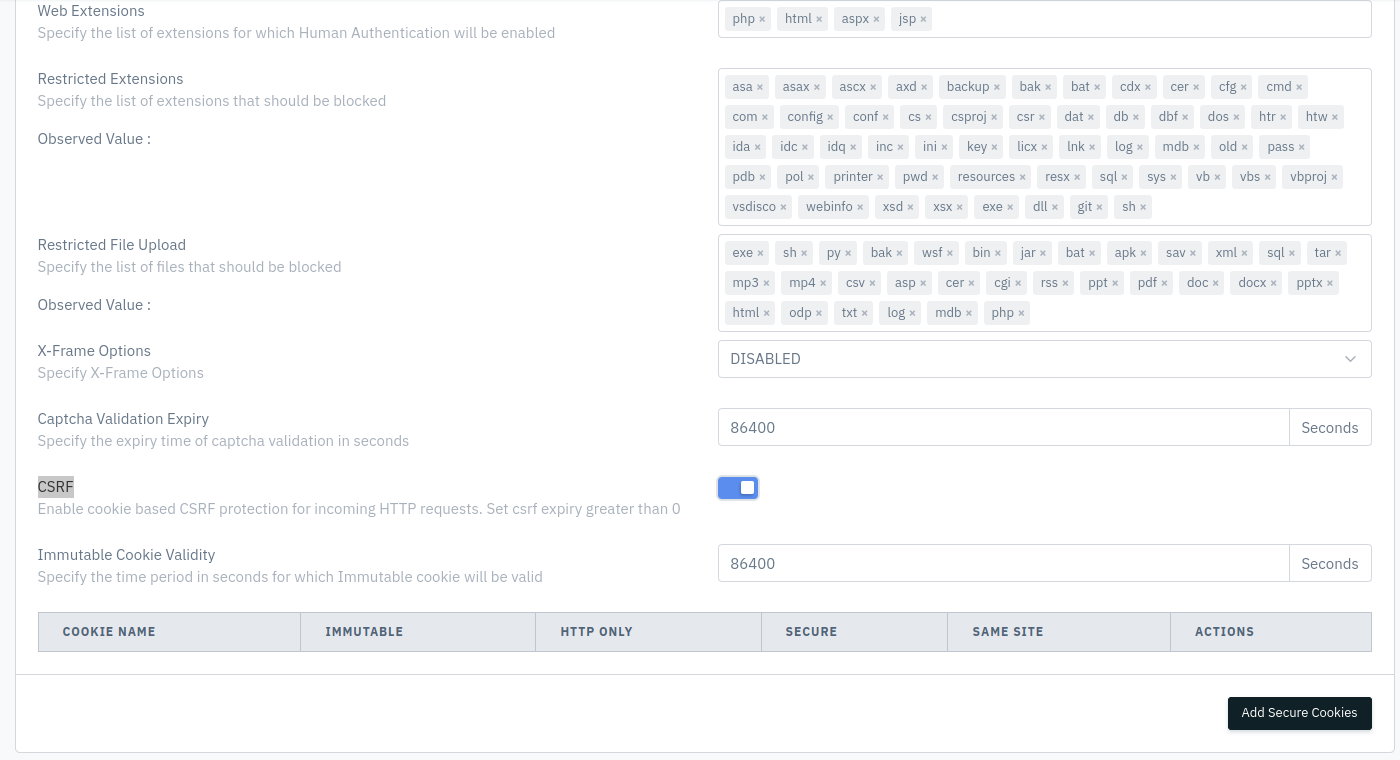 Web Extensions
Specify the list of extensions for which Human Authentication will be enabled
php × html × aspx × jsp ×
Restricted Extensions
Specify the list of extensions that should be blocked
Observed Value :
asa × asax × ascx × axd × backup × bak × bat × cdx × cer × cfg × cmd ×
com × config × conf × cs × csproj × csr × dat × db × dbf × dos × htr × htw ×
ida × idc × idq × inc × ini × key × licx × lnk × log × mdb × old × pass ×
pdb × pol × printer × pwd × resources × resx × sql × sys × vb × vbs × vbproj ×
vsdisco × webinfo × xsd × xsx × exe × dll × git × sh ×
Restricted File Upload
Specify the list of files that should be blocked
Observed Value :
exe × sh × py × bak × wsf × bin × jar × bat × apk × sav × xml × sql × tar ×
mp3 × mp4 × csv × asp × cer × cgi × rss × ppt × pdf × doc × docx × pptx ×
html × odp × txt × log × mdb × php ×
X-Frame Options
Specify X-Frame Options
DISABLED
Captcha Validation Expiry
Specify the expiry time of captcha validation in seconds
86400 Seconds
CSRF
Enable cookie based CSRF protection for incoming HTTP requests. Set csrf expiry greater than 0
Immutable Cookie Validity
Specify the time period in seconds for which Immutable cookie will be valid
86400 Seconds
COOKIE NAME IMMUTABLE HTTP ONLY SECURE SAME SITE ACTIONS
Add Secure Cookies